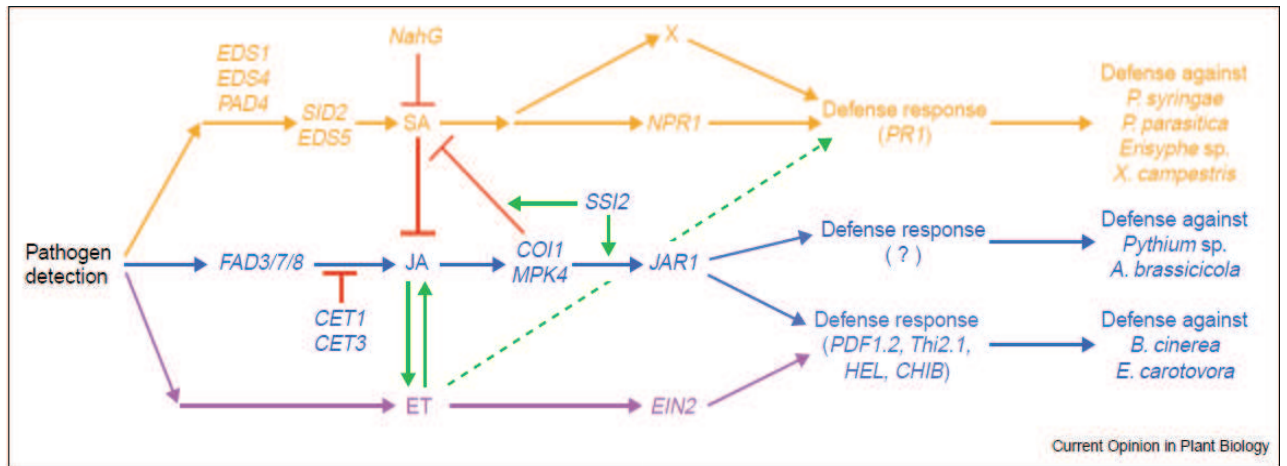 NahG
X
EDS1
EDS4
PAD4
SID2
EDS5
SA
NPR1
Defense response
(PR1)
Defense against
P. syringae
P. parasitica
Erisyphe sp.
X. campestris
SSI2
Pathogen
detection
FAD3/7/8
JA
COI1
MPK4
JAR1
Defense response
( ? )
Defense against
Pythium sp.
A. brassicicola
CET1
CET3
Defense response
(PDF1.2, Thi2.1,
HEL, CHIB)
Defense against
B. cinerea
E. carotovora
ET
EIN2
Current Opinion in Plant Biology